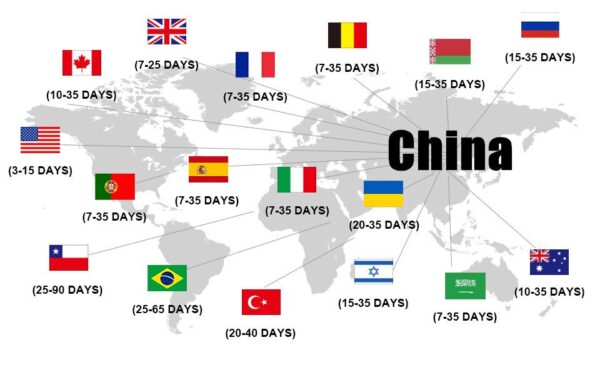 (7-25 DAYS)
(7-35 DAYS)
(15-35 DAYS)
(10-35 DAYS)
(7-35 DAYS)
(15-35 DAYS)
China
(3-15 DAYS)
(7-35 DAYS)
(7-35 DAYS)
(7-35 DAYS)
(20-35 DAYS)
(25-90 DAYS)
(25-65 DAYS)
(20-40 DAYS)
(15-35 DAYS)
(7-35 DAYS)
(10-35 DAYS)